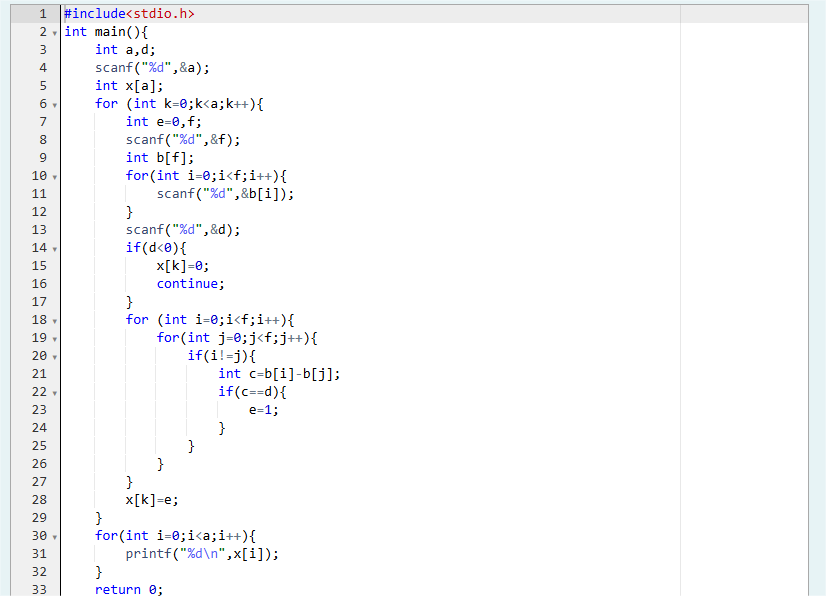 1 #include<stdio.h>
2 int main(){
3     int a,d;
4     scanf("%d",&a);
5     int x[a];
6     for (int k=0;k<a;k++){
7         int e=0,f;
8         scanf("%d",&f);
9         int b[f];
10         for(int i=0;i<f;i++){
11             scanf("%d",&b[i]);
12         }
13         scanf("%d",&d);
14         if(d<0){
15             x[k]=0;
16             continue;
17         }
18         for (int i=0;i<f;i++){
19             for(int j=0;j<f;j++){
20                 if(i!=j){
21                     int c=b[i]-b[j];
22                     if(c==d){
23                         e=1;
24                     }
25                 }
26             }
27         }
28         x[k]=e;
29     }
30     for(int i=0;i<a;i++){
31         printf("%d\n",x[i]);
32     }
33     return 0;